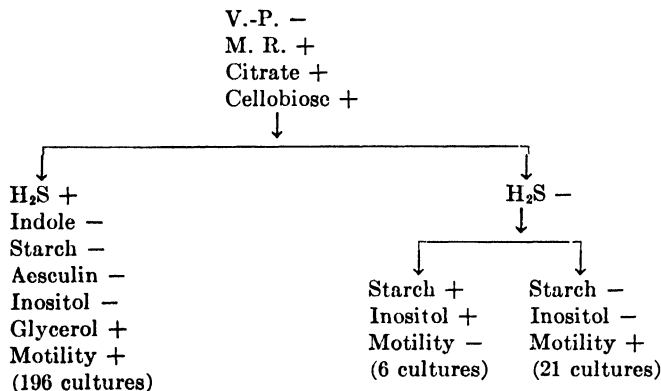 V.-P. −
M. R. +
Citrate +
Cellobiose +
H₂S +
Indole −
Starch −
Aesculin −
Inositol −
Glycerol +
Motility +
(196 cultures)
H₂S −
Starch +
Inositol +
Motility −
(6 cultures)
Starch −
Inositol −
Motility +
(21 cultures)